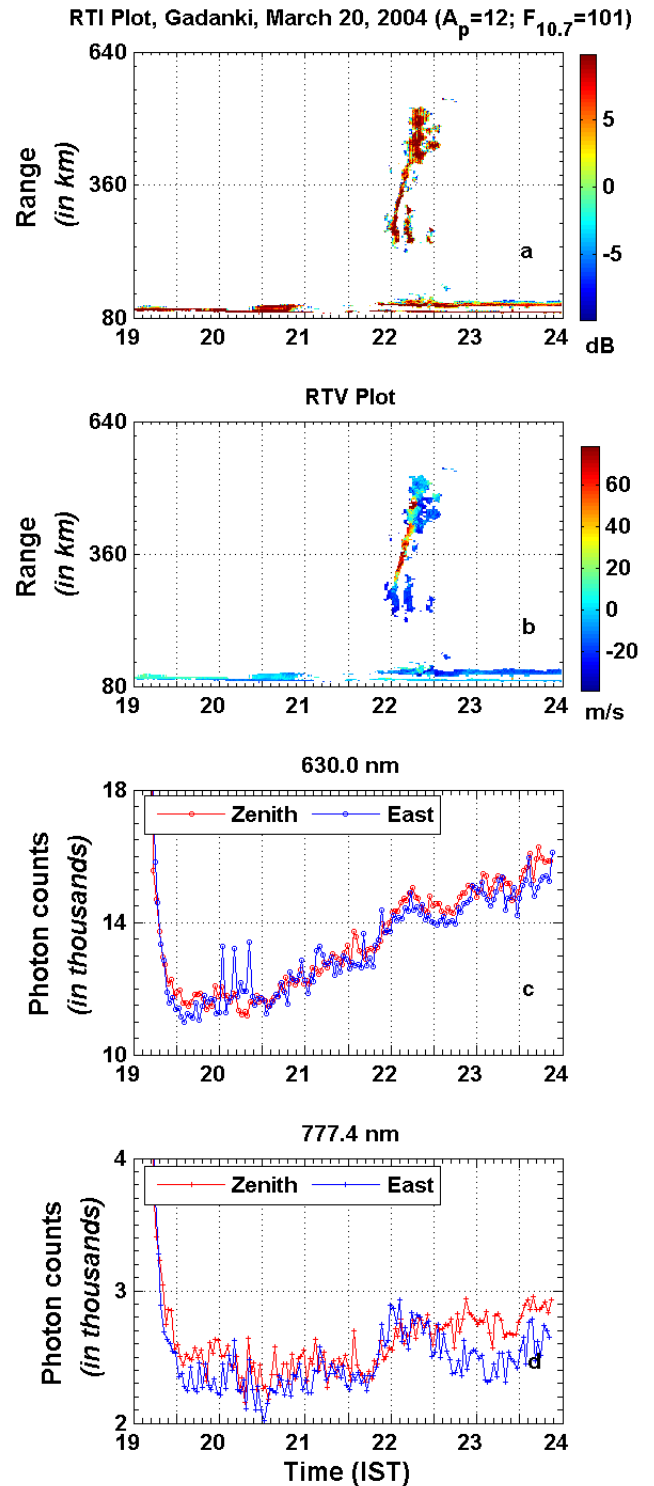 RTI Plot, Gadanki, March 20, 2004 (Ap=12; F10.7=101)
640
360
80
Range
(in km)
a
19 20 21 22 23 24
5
0
-5
dB
RTV Plot
640
360
80
Range
(in km)
b
19 20 21 22 23 24
60
40
20
0
-20
m/s
630.0 nm
18
14
10
Photon counts
(in thousands)
Zenith East
c
19 20 21 22 23 24
777.4 nm
4
3
2
Photon counts
(in thousands)
Zenith East
d
19 20 21 22 23 24
Time (IST)